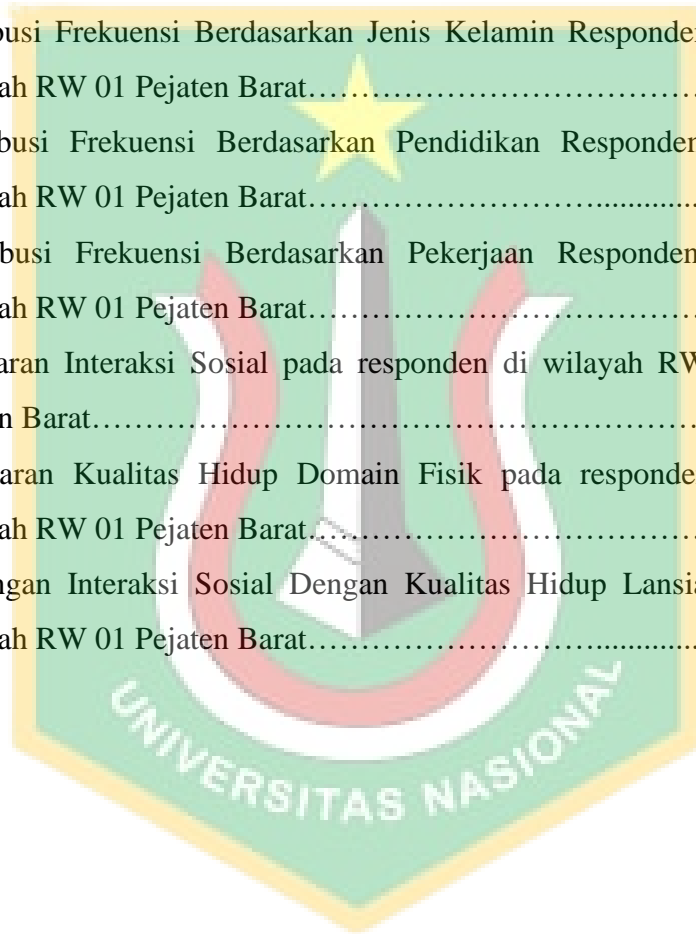 busi Frekuensi Berdasarkan Jenis Kelamin Responden
ah RW 01 Pejaten Barat……………………………………
busi Frekuensi Berdasarkan Pendidikan Responden
ah RW 01 Pejaten Barat………………………….............
busi Frekuensi Berdasarkan Pekerjaan Responden
ah RW 01 Pejaten Barat……………………………………
aran Interaksi Sosial pada responden di wilayah RW
n Barat……………………………………………………
aran Kualitas Hidup Domain Fisik pada responde
ah RW 01 Pejaten Barat……………………………………
ngan Interaksi Sosial Dengan Kualitas Hidup Lansia
ah RW 01 Pejaten Barat………………………….............
UNIVERSITAS NASIONAL